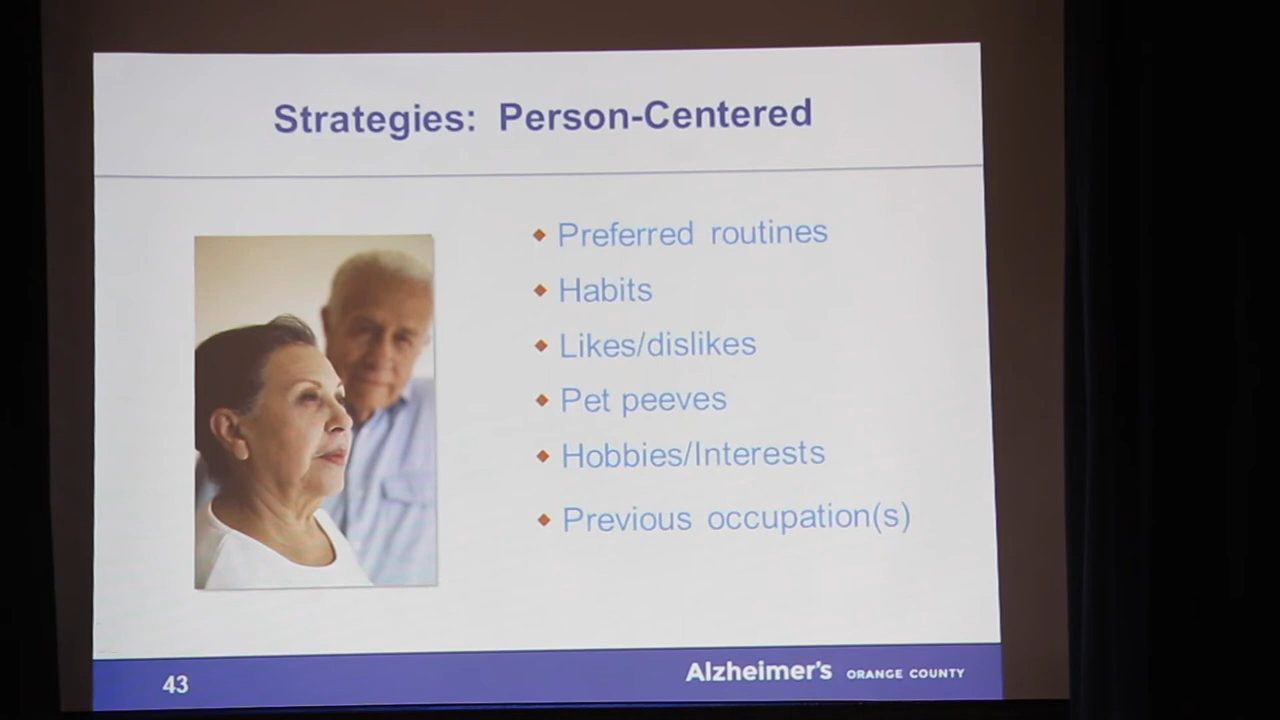 Strategies: Person-Centered
Preferred routines
Habits
Likes/dislikes
Pet peeves
Hobbies/Interests
Previous occupation(s)
43
Alzheimer's ORANGE COUNTY